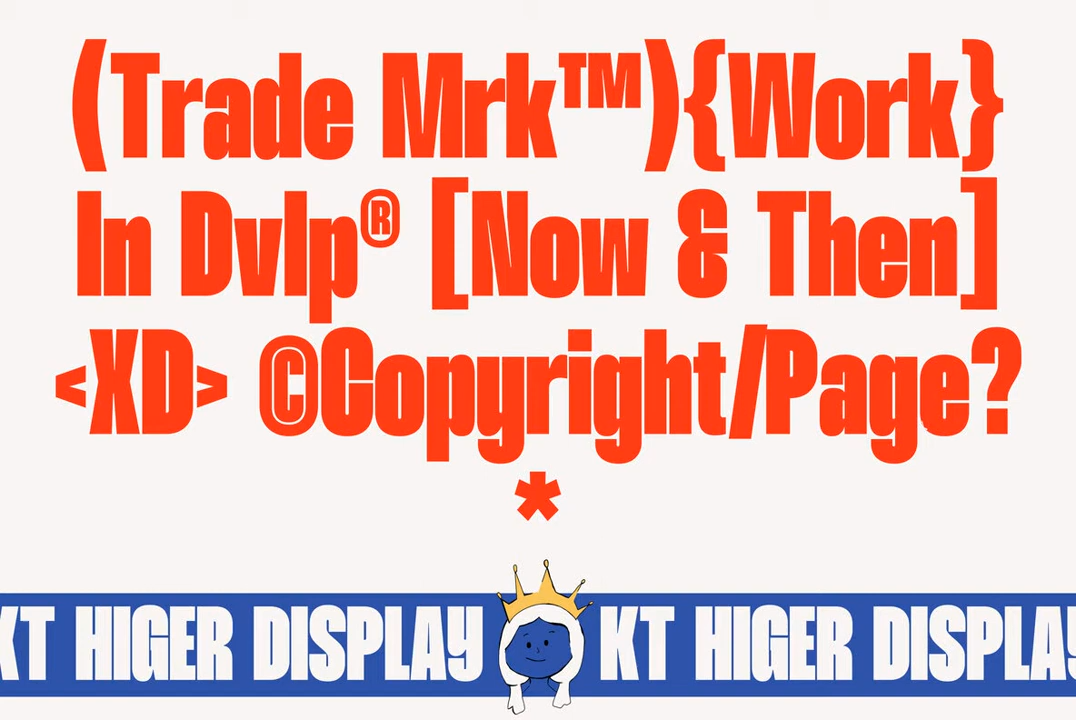 (Trade Mrk™){Work}
In Dvlp® [Now & Then]
<XD> ©Copyright/Page?
*
KT HIGER DISPLAY KT HIGER DISPLAY